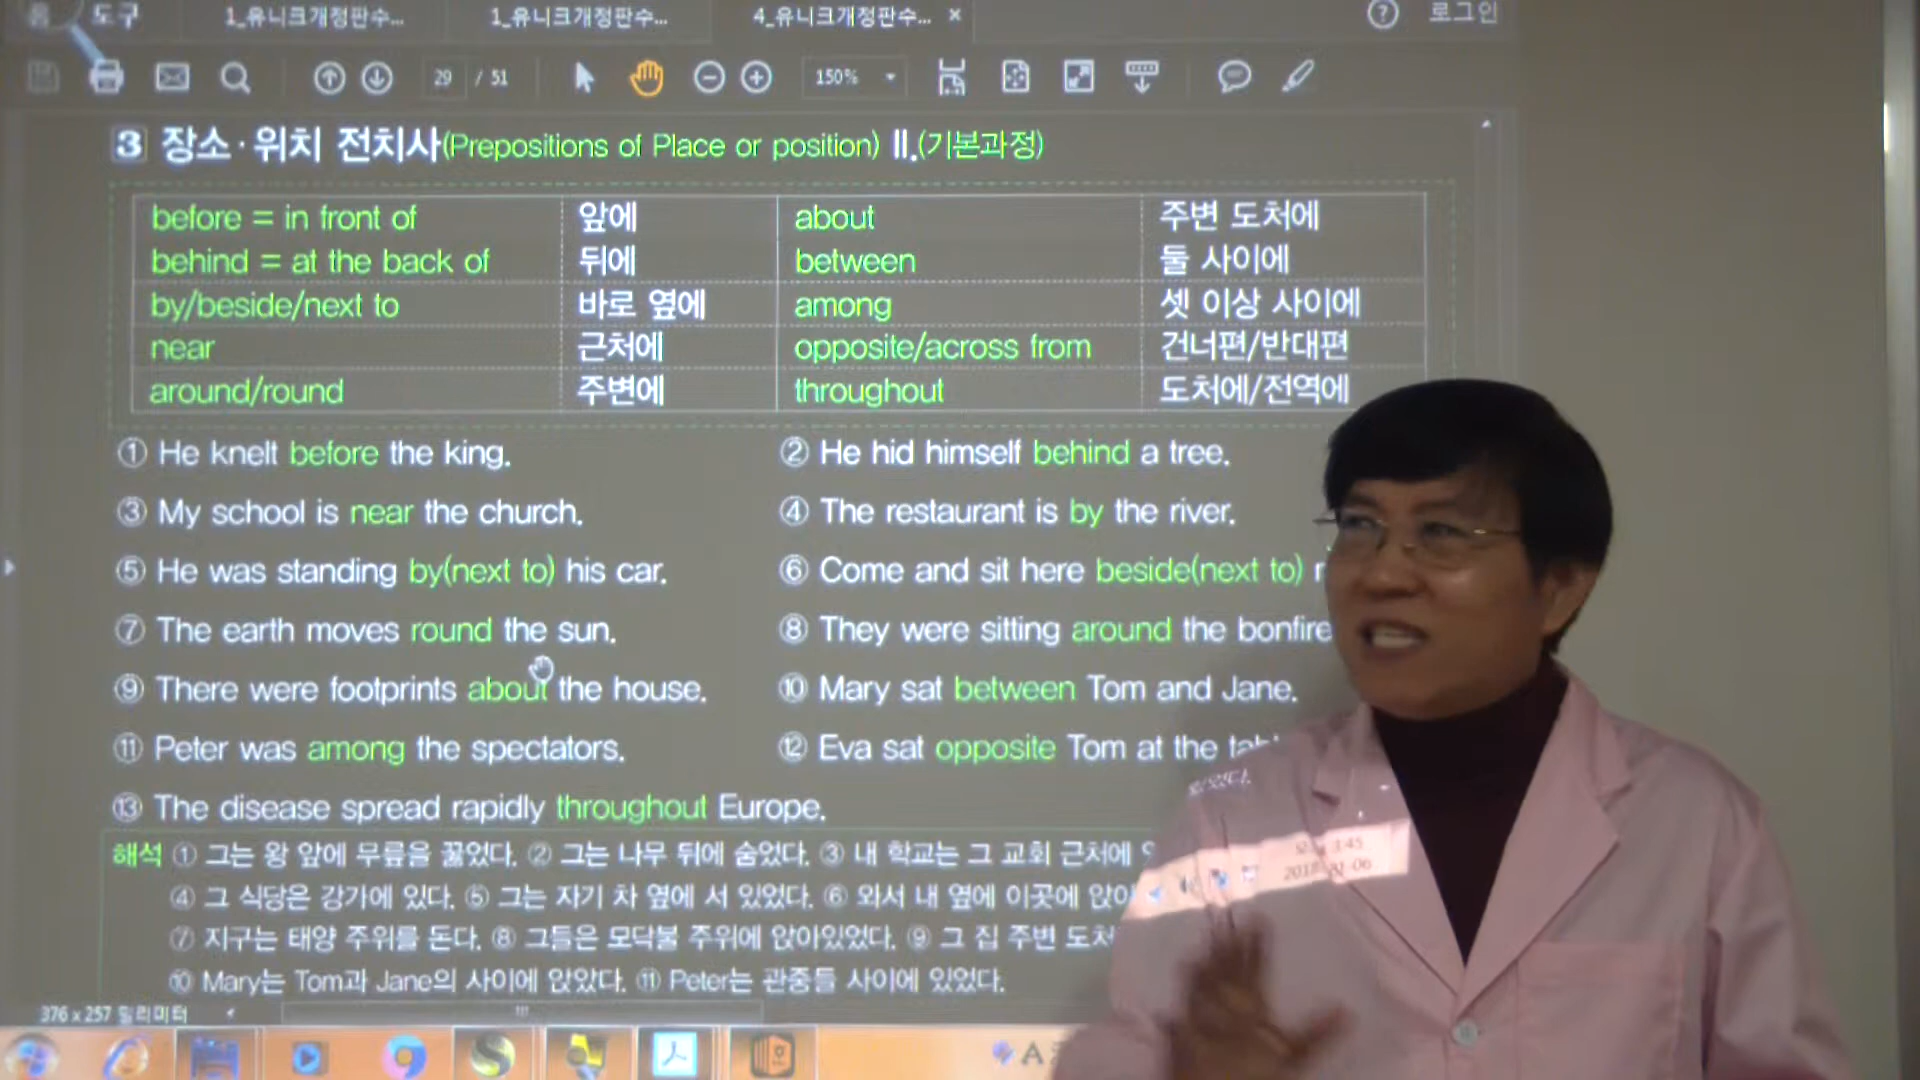 도구
1_유니크개정판수...
1_유니크개정판수...
4_유니크개정판수... ×
? 로그인
29 / 51
150%
3 장소·위치 전치사(Prepositions of Place or position) Ⅱ.(기본과정)
before = in front of 앞에 about 주변 도처에
behind = at the back of 뒤에 between 둘 사이에
by/beside/next to 바로 옆에 among 셋 이상 사이에
near 근처에 opposite/across from 건너편/반대편
around/round 주변에 throughout 도처에/전역에
① He knelt before the king. ② He hid himself behind a tree.
③ My school is near the church. ④ The restaurant is by the river.
⑤ He was standing by(next to) his car. ⑥ Come and sit here beside(next to)
⑦ The earth moves round the sun. ⑧ They were sitting around the bonfire
⑨ There were footprints about the house. ⑩ Mary sat between Tom and Jane.
⑪ Peter was among the spectators. ⑫ Eva sat opposite Tom at the
⑬ The disease spread rapidly throughout Europe.
해석 ① 그는 왕 앞에 무릎을 꿇었다. ② 그는 나무 뒤에 숨었다. ③ 내 학교는 그 교회 근처에
④ 그 식당은 강가에 있다. ⑤ 그는 자기 차 옆에 서 있었다. ⑥ 와서 내 옆에 이곳에 앉아
⑦ 지구는 태양 주위를 돈다. ⑧ 그들은 모닥불 주위에 앉아있었다. ⑨ 그 집 주변 도처
⑩ Mary는 Tom과 Jane의 사이에 앉았다. ⑪ Peter는 관중들 사이에 있었다.
376 x 257 밀리미터
A